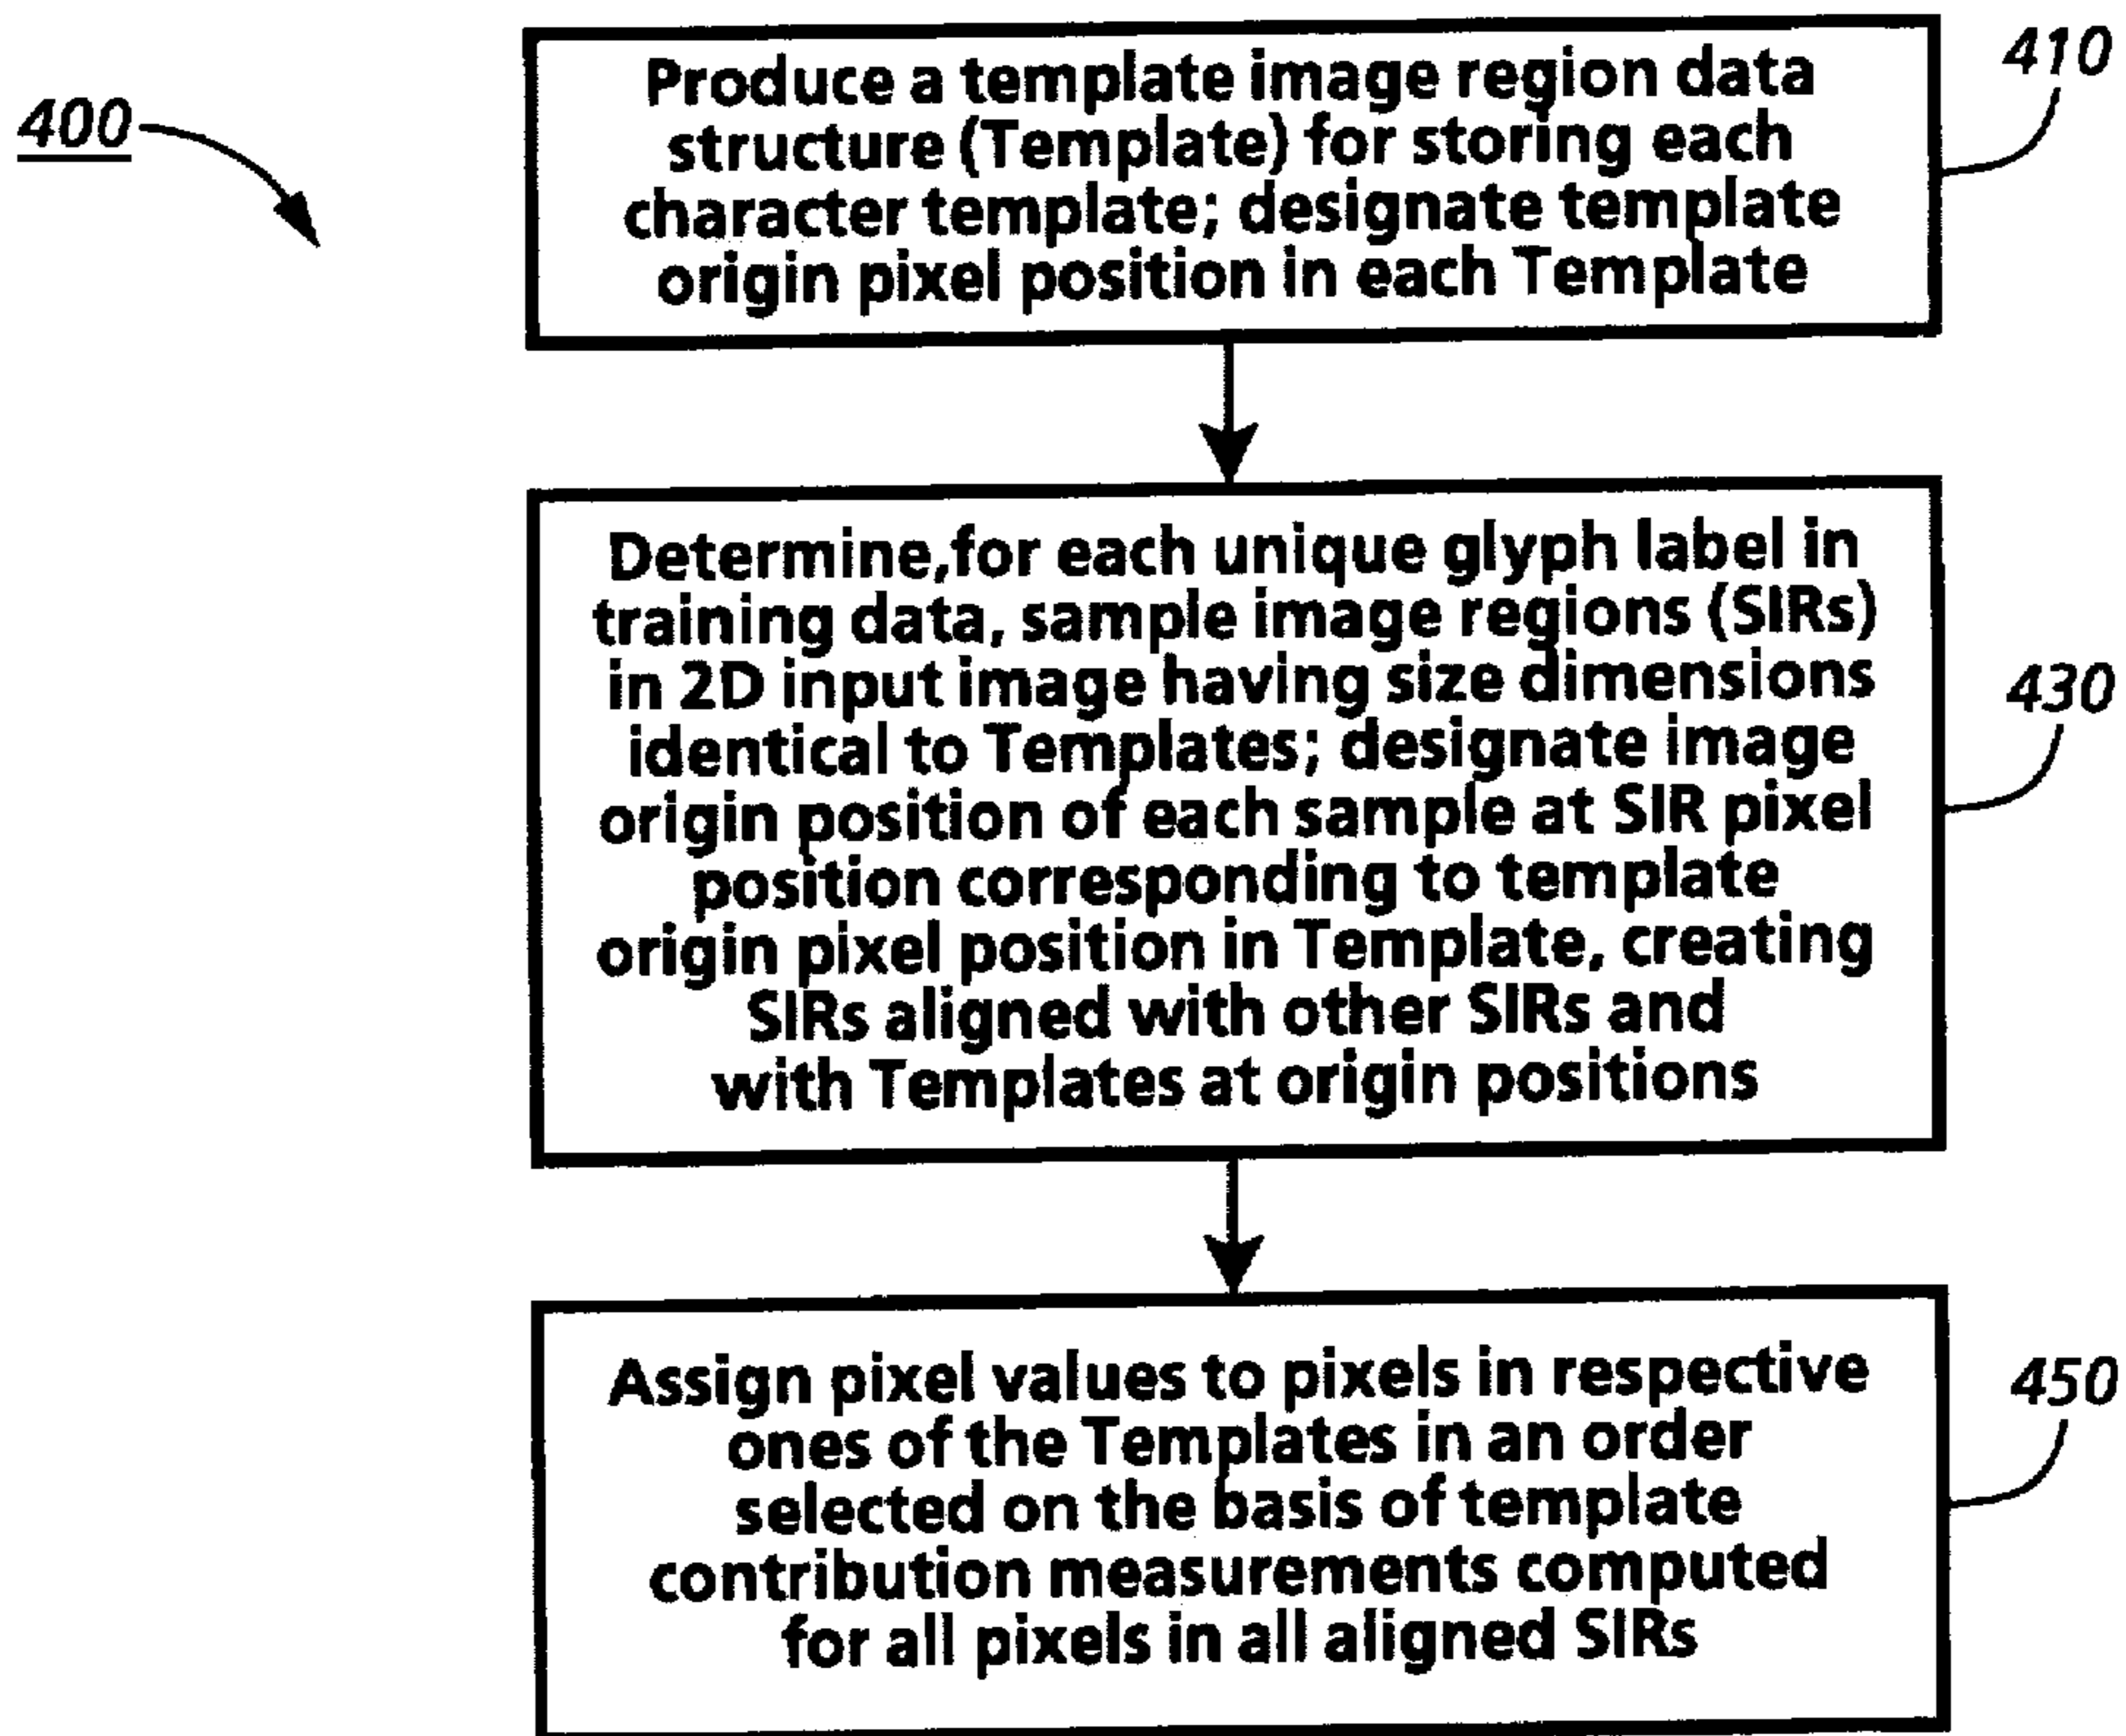 400
410
Produce a template image region data
structure (Template) for storing each
character template; designate template
origin pixel position in each Template
430
Determine,for each unique glyph label in
training data, sample image regions (SIRs)
in 2D input image having size dimensions
identical to Templates; designate image
origin position of each sample at SIR pixel
position corresponding to template
origin pixel position in Template, creating
SIRs aligned with other SIRs and
with Templates at origin positions
450
Assign pixel values to pixels in respective
ones of the Templates in an order
selected on the basis of template
contribution measurements computed
for all pixels in all aligned SIRs